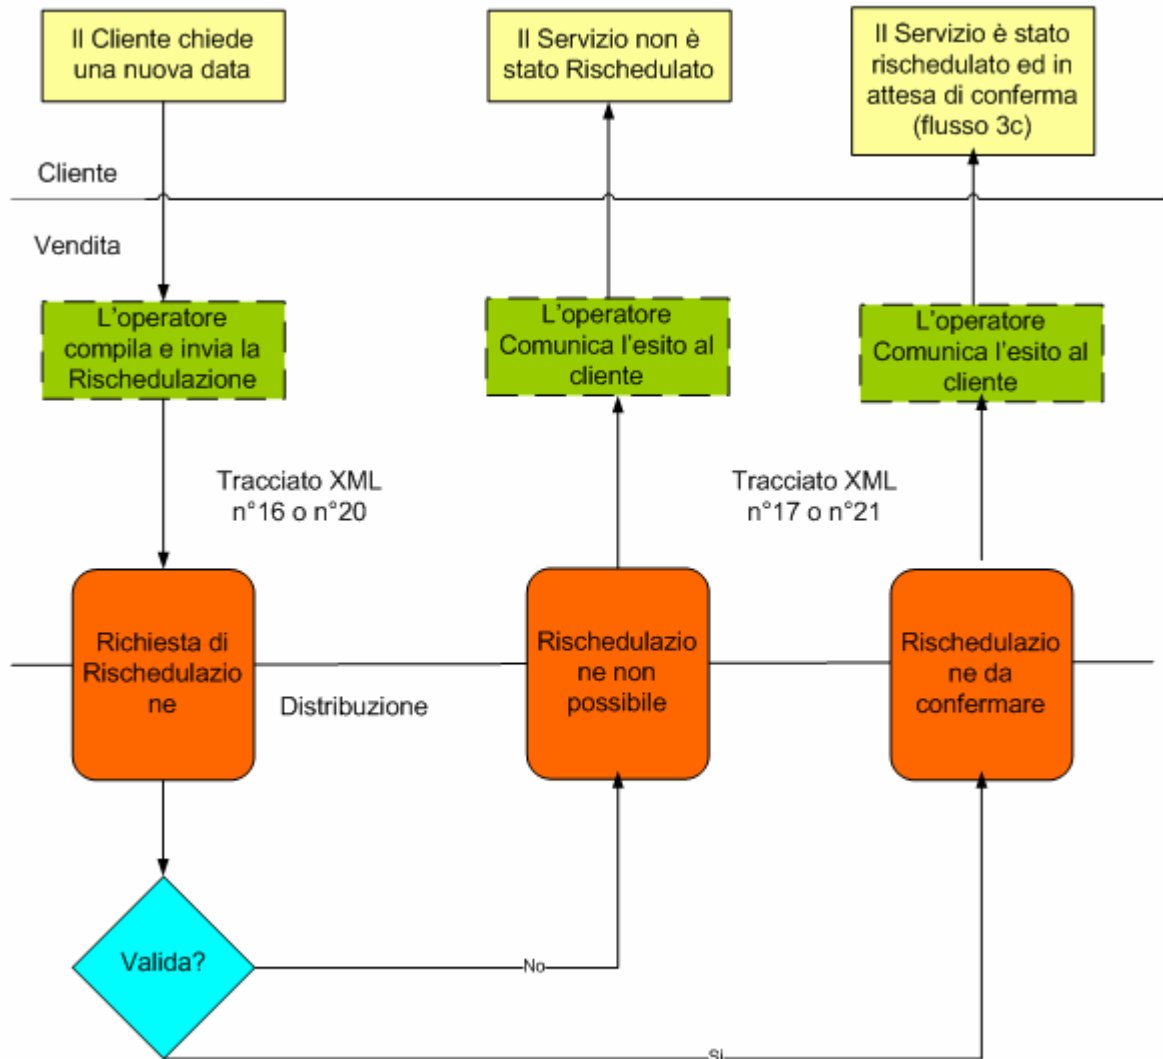 Il Cliente chiede
una nuova data
Il Servizio non è
stato Rischedulato
Il Servizio è stato
rischedulato ed in
attesa di conferma
(flusso 3c)
Cliente
Vendita
L'operatore
compila e invia la
Rischedulazione
L'operatore
Comunica l'esito al
cliente
L'operatore
Comunica l'esito al
cliente
Tracciato XML
n°16 o n°20
Tracciato XML
n°17 o n°21
Richiesta di
Rischedulazio
ne
Distribuzione
Rischedulazio
ne non
possibile
Rischedulazio
ne da
confermare
Valida?
No
Si